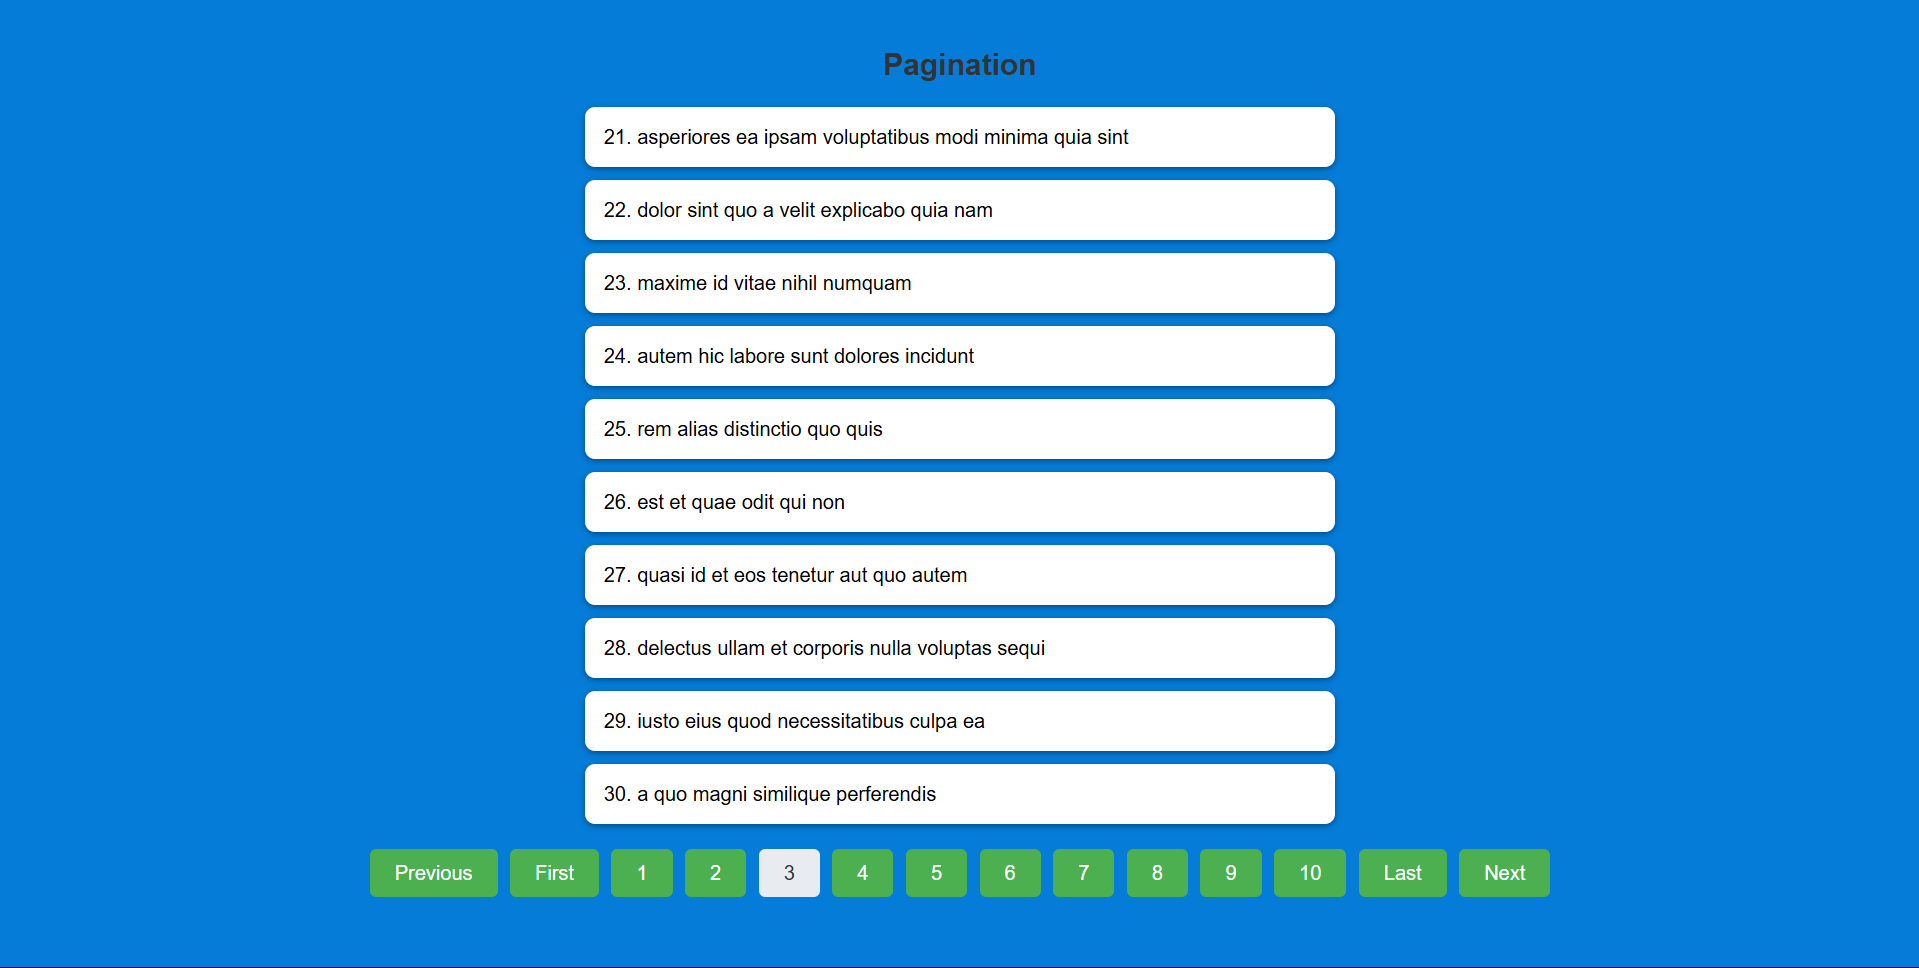 Pagination
21. asperiores ea ipsam voluptatibus modi minima quia sint
22. dolor sint quo a velit explicabo quia nam
23. maxime id vitae nihil numquam
24. autem hic labore sunt dolores incidunt
25. rem alias distinctio quo quis
26. est et quae odit qui non
27. quasi id et eos tenetur aut quo autem
28. delectus ullam et corporis nulla voluptas sequi
29. iusto eius quod necessitatibus culpa ea
30. a quo magni similique perferendis
Previous First 1 2 3 4 5 6 7 8 9 10 Last Next